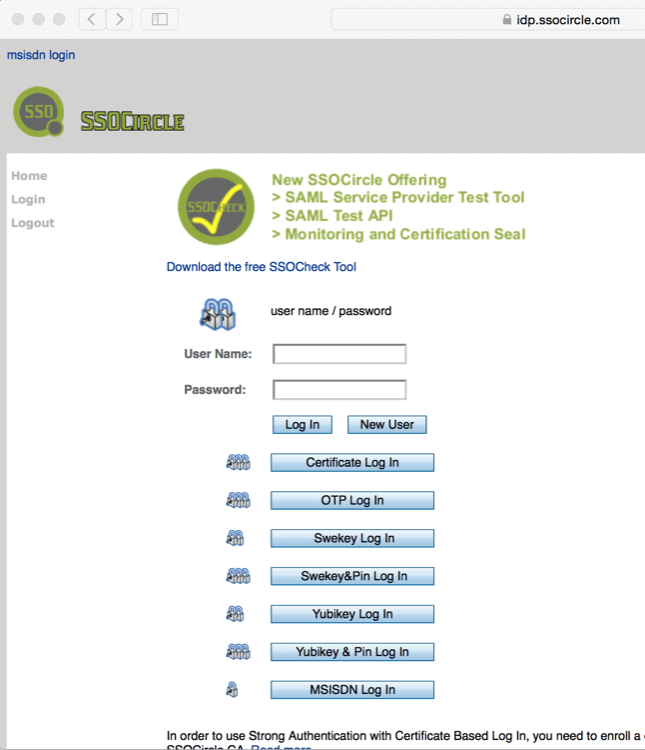 idp.ssocircle.com
msisdn login
SSO
SSOCIRCLE
Home
Login
Logout
SSOCHECK
New SSOCircle Offering
> SAML Service Provider Test Tool
> SAML Test API
> Monitoring and Certification Seal
Download the free SSOCheck Tool
user name / password
User Name:
Password:
Log In
New User
Certificate Log In
OTP Log In
Swekey Log In
Swekey&Pin Log In
Yubikey Log In
Yubikey & Pin Log In
MSISDN Log In
In order to use Strong Authentication with Certificate Based Log In, you need to enroll a
SSOCircle CA. Read more